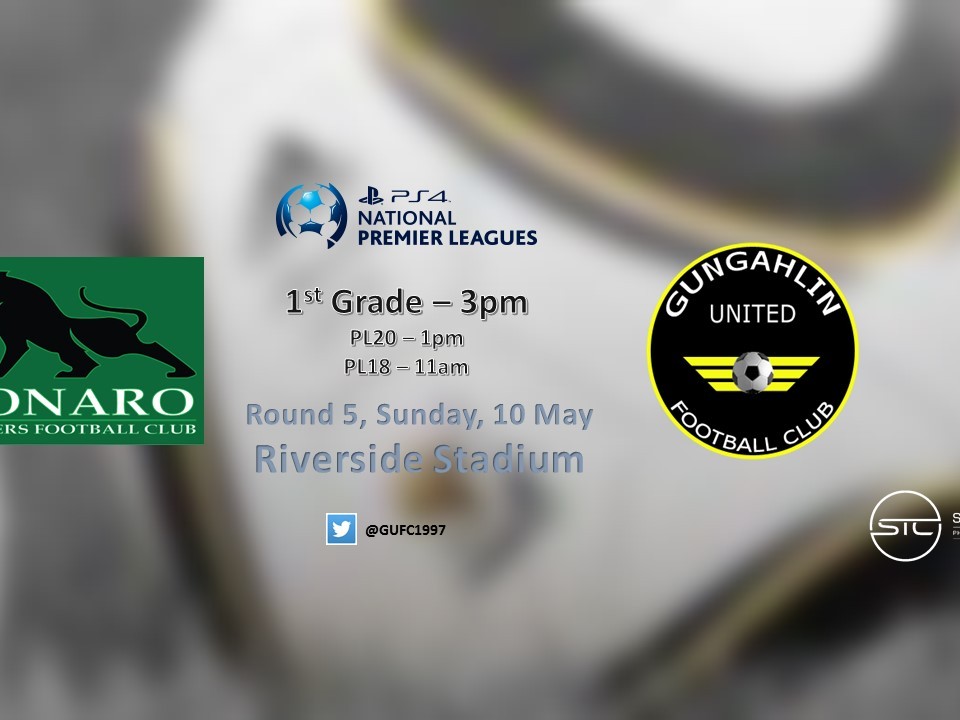 PS4
NATIONAL
PREMIER LEAGUES
1st Grade – 3pm
PL20 – 1pm
PL18 – 11am
Round 5, Sunday, 10 May
Riverside Stadium
@GUFC1997
ONARO
ERS FOOTBALL CLUB
GUNGAHLIN
UNITED
FOOTBALL CLUB
STL